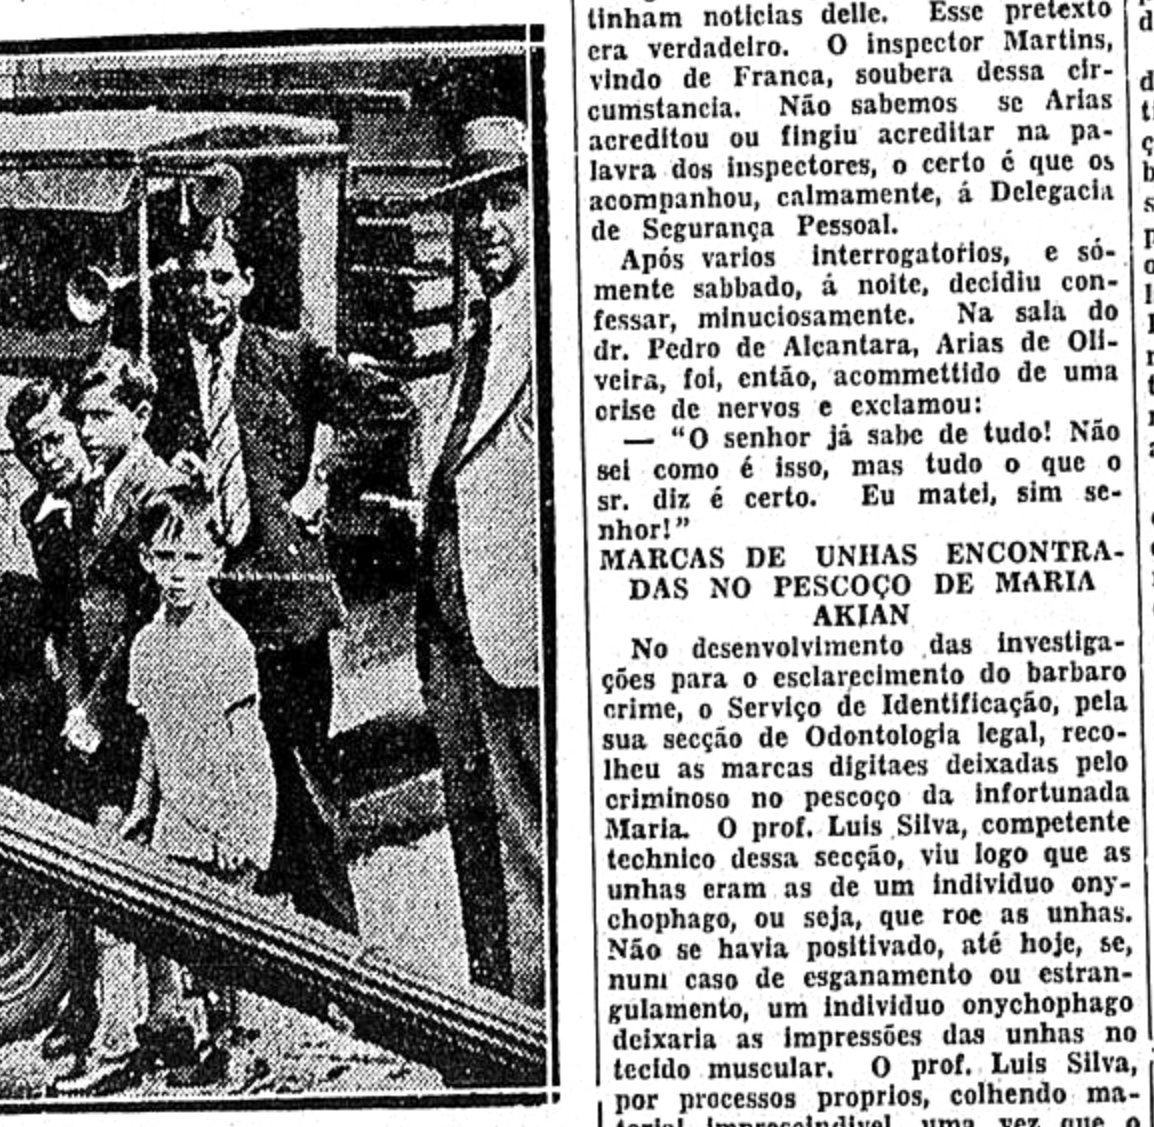 tinham noticias delle. Esse pretexto
era verdadeiro. O inspector Martins,
vindo de Franca, soubera dessa cir-
cumstancia. Não sabemos se Arias
acreditou ou fingiu acreditar na pa-
lavra dos inspectores, o certo é que os
acompanhou, calmamente, á Delegacia
de Segurança Pessoal.
Após varios interrogatorios, e só-
mente sabbado, á noite, decidiu con-
fessar, minuciosamente. Na sala do
dr. Pedro de Alcantara, Arias de Oli-
veira, foi, então, acommettido de uma
crise de nervos e exclamou:
— "O senhor já sabe de tudo! Não
sei como é isso, mas tudo o que o
sr. diz é certo. Eu matei, sim se-
nhor!"
MARCAS DE UNHAS ENCONTRA-
DAS NO PESCOÇO DE MARIA
AKIAN
No desenvolvimento das investiga-
ções para o esclarecimento do barbaro
crime, o Serviço de Identificação, pela
sua secção de Odontologia legal, reco-
lheu as marcas digitaes deixadas pelo
criminoso no pescoço da infortunada
Maria. O prof. Luis Silva, competente
technico dessa secção, viu logo que as
unhas eram as de um individuo ony-
chophago, ou seja, que roe as unhas.
Não se havia positivado, até hoje, se,
num caso de esganamento ou estran-
gulamento, um individuo onychophago
deixaria as impressões das unhas no
tecido muscular. O prof. Luis Silva,
por processos proprios, colhendo ma-
terial imprescindivel, uma vez que o